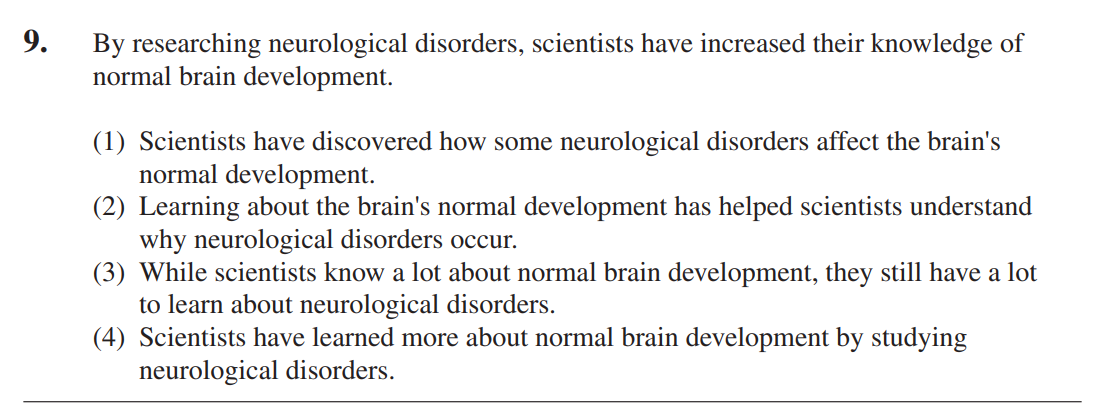 9. By researching neurological disorders, scientists have increased their knowledge of
normal brain development.
(1) Scientists have discovered how some neurological disorders affect the brain's
normal development.
(2) Learning about the brain's normal development has helped scientists understand
why neurological disorders occur.
(3) While scientists know a lot about normal brain development, they still have a lot
to learn about neurological disorders.
(4) Scientists have learned more about normal brain development by studying
neurological disorders.